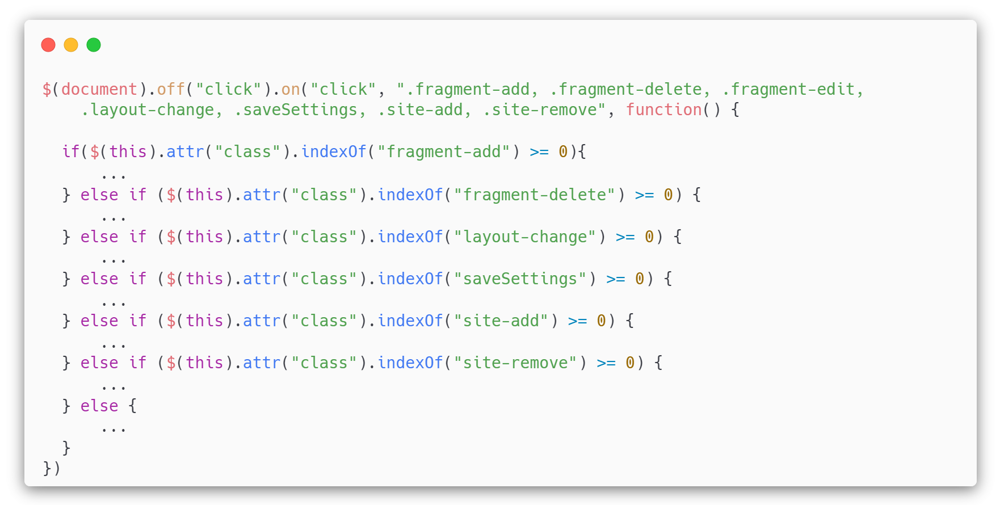 $(document).off("click").on("click", ".fragment-add, .fragment-delete, .fragment-edit,
    .layout-change, .saveSettings, .site-add, .site-remove", function() {

  if($(this).attr("class").indexOf("fragment-add") >= 0){
      ...
  } else if ($(this).attr("class").indexOf("fragment-delete") >= 0) {
      ...
  } else if ($(this).attr("class").indexOf("layout-change") >= 0) {
      ...
  } else if ($(this).attr("class").indexOf("saveSettings") >= 0) {
      ...
  } else if ($(this).attr("class").indexOf("site-add") >= 0) {
      ...
  } else if ($(this).attr("class").indexOf("site-remove") >= 0) {
      ...
  } else {
      ...
  }
})